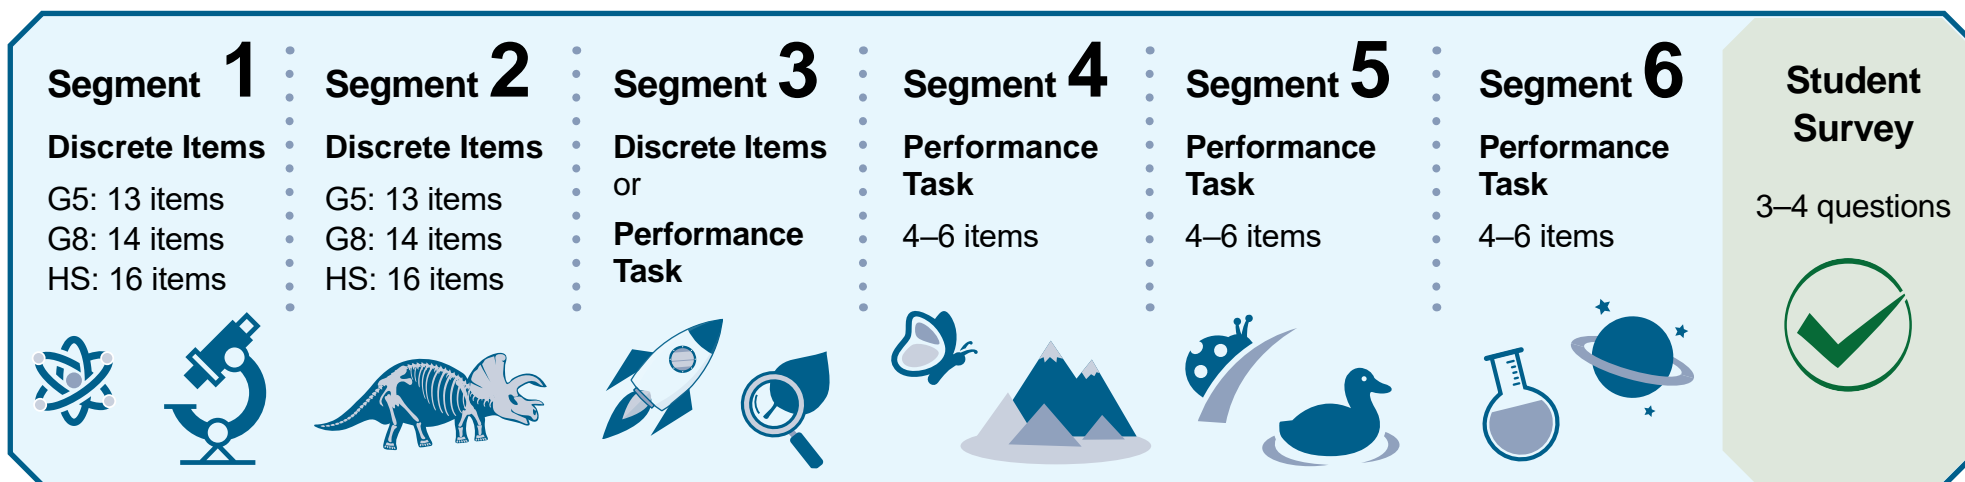 Segment 1
Discrete Items
G5: 13 items
G8: 14 items
HS: 16 items
Segment 2
Discrete Items
G5: 13 items
G8: 14 items
HS: 16 items
Segment 3
Discrete Items
or
Performance
Task
Segment 4
Performance
Task
4–6 items
Segment 5
Performance
Task
4–6 items
Segment 6
Performance
Task
4–6 items
Student
Survey
3–4 questions